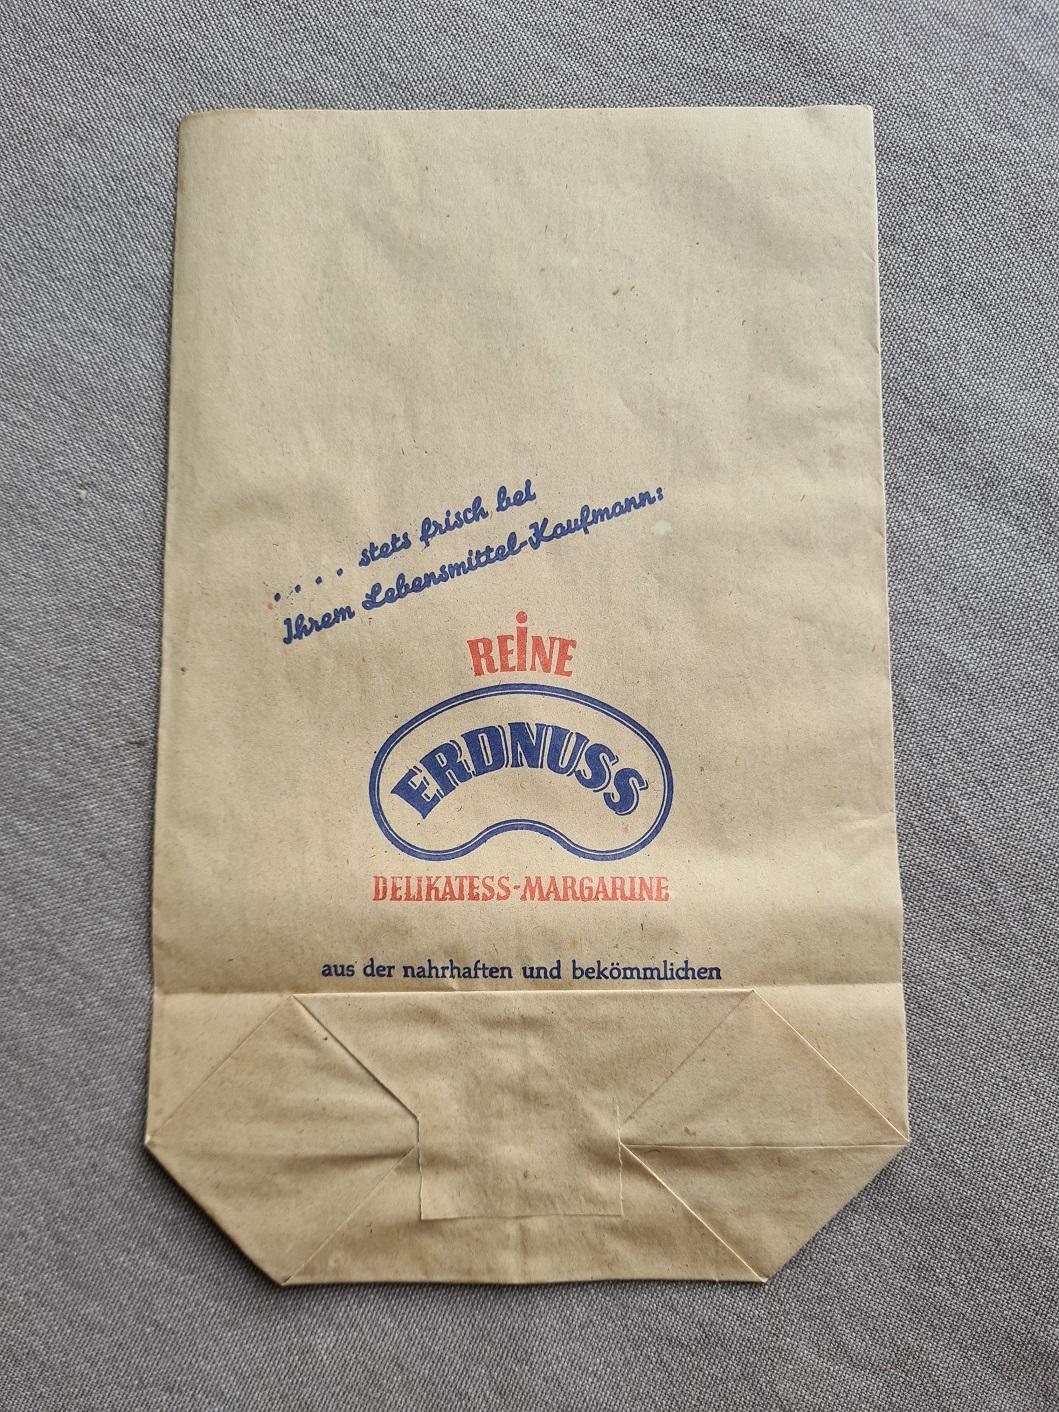 . . . . stets frisch bei
Ihrem Lebensmittel-Kaufmann:
REINE
ERDNUSS
DELIKATESS-MARGARINE
aus der nahrhaften und bekömmlichen